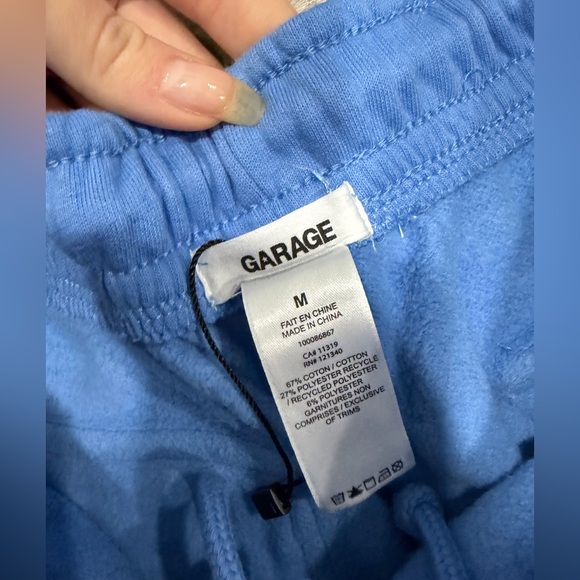 GARAGE
M
FAIT EN CHINE
MADE IN CHINA
100086867
CA# 11319
RN# 121340
67% COTON / COTTON
27% POLYESTER RECYCLÉ
/ RECYCLED POLYESTER
6% POLYESTER
GARNITURES NON
COMPRISES / EXCLUSIVE
OF TRIMS